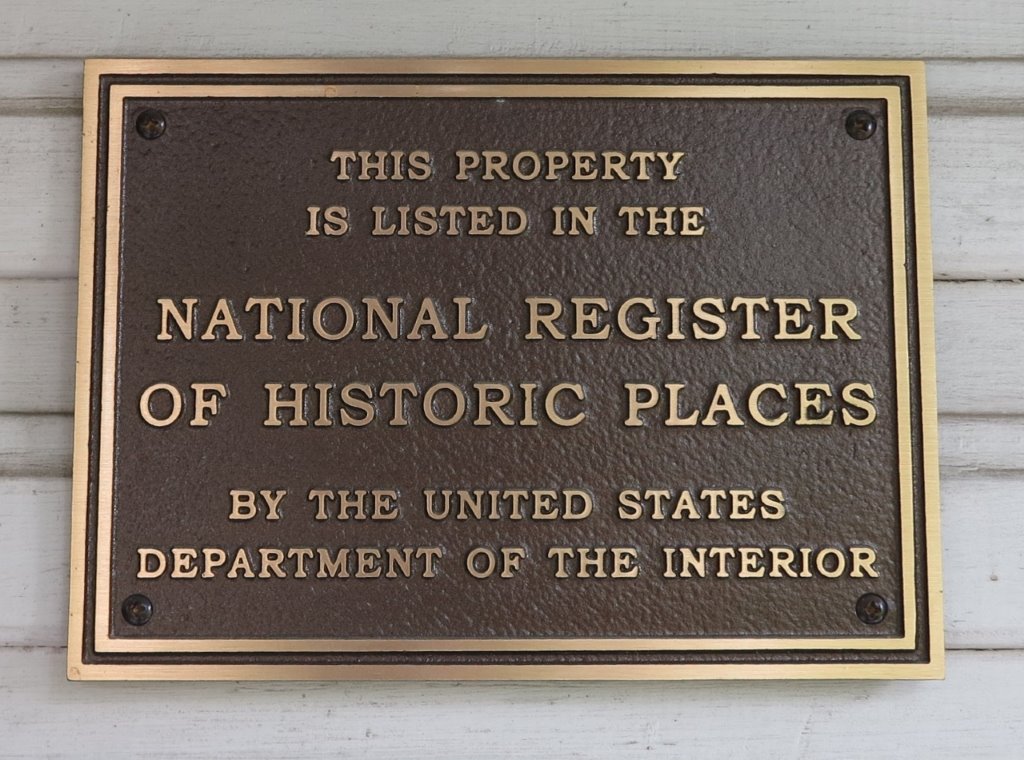 THIS PROPERTY
IS LISTED IN THE
NATIONAL REGISTER
OF HISTORIC PLACES
BY THE UNITED STATES
DEPARTMENT OF THE INTERIOR